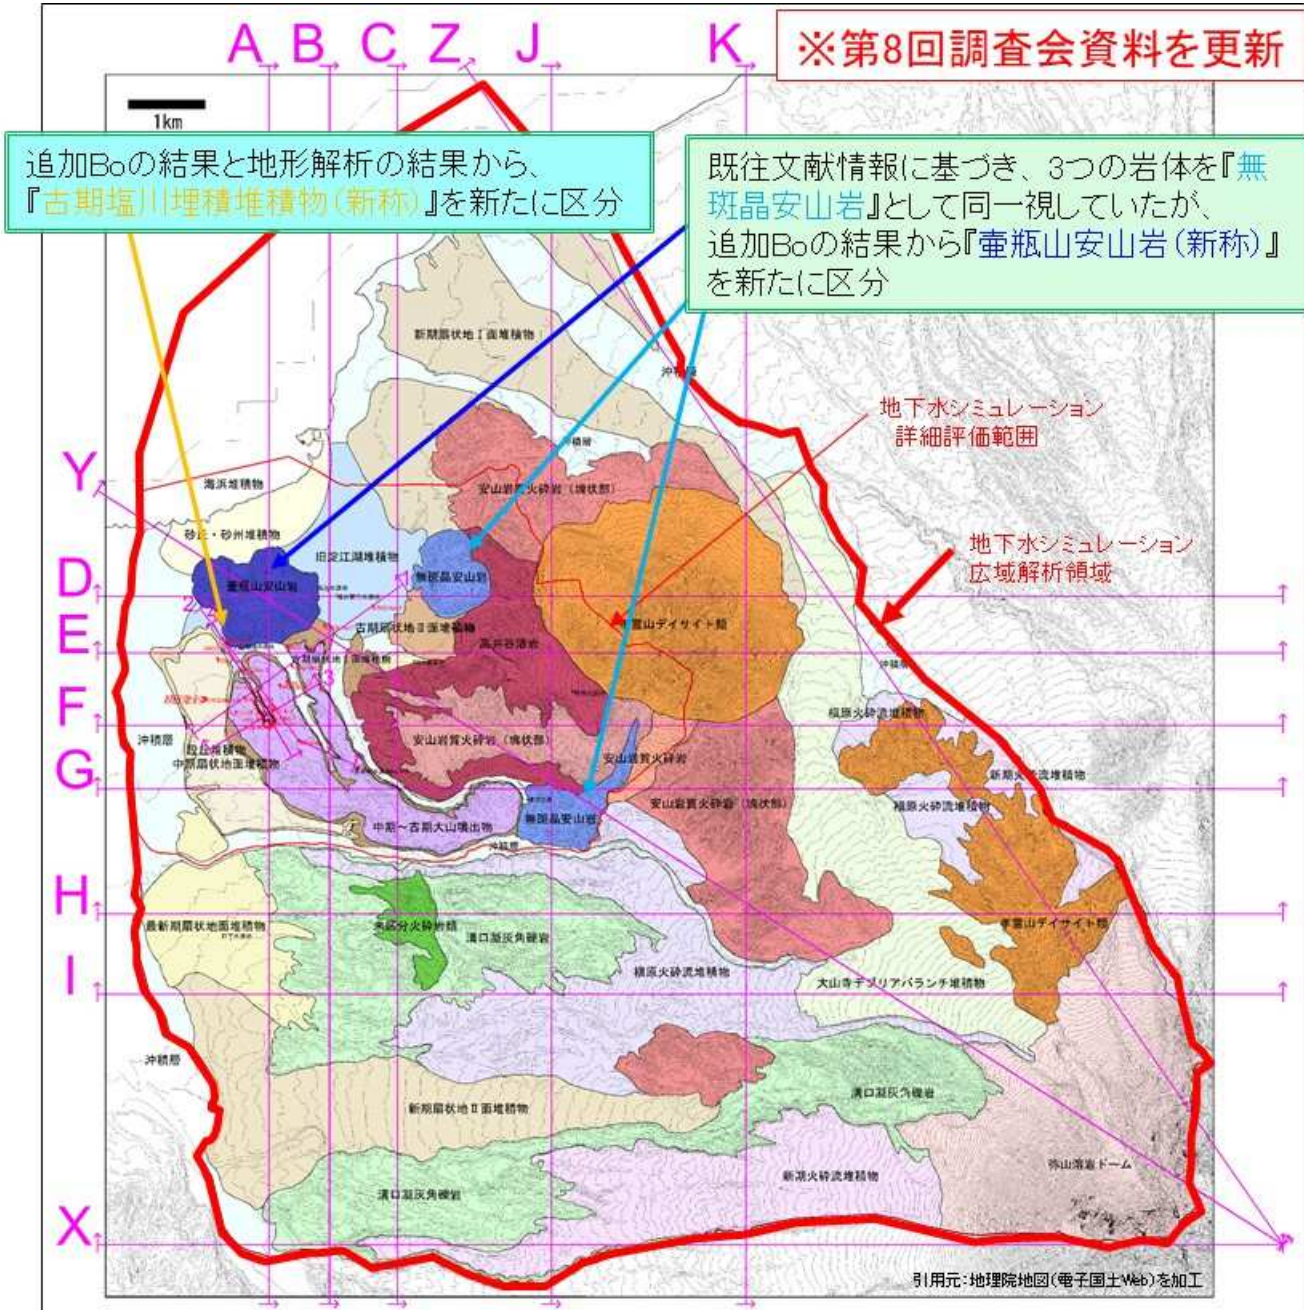 A B C Z J K
※第8回調査会資料を更新
1km
追加Boの結果と地形解析の結果から、
『古期塩川埋積堆積物(新称)』を新たに区分
既往文献情報に基づき、3つの岩体を『無
斑晶安山岩』として同一視していたが、
追加Boの結果から『壷瓶山安山岩(新称)』
を新たに区分
新期扇状地Ⅰ面堆積物
地下水シミュレーション
詳細評価範囲
Y
海浜堆積物
安山岩質火砕岩(塊状部)
砂丘・砂州堆積物
旧淀江湖堆積物
地下水シミュレーション
広域解析領域
D
壷瓶山安山岩
無斑晶安山岩
E
古期扇状地Ⅱ面堆積物
孝霊山デイサイト類
高井谷溶岩
沖積層
F
槇原火砕流堆積物
沖積層
安山岩質火砕岩(塊状部)
中期扇状地面堆積物
安山岩質火砕岩
G
新期火砕流堆積物
安山岩質火砕岩(塊状部)
槇原火砕流堆積物
無斑晶安山岩
中期~古期大山噴出物
沖積層
H
最新期扇状地面堆積物
未区分火砕岩類
溝口凝灰角礫岩
孝霊山デイサイト類
I
槇原火砕流堆積物
大山寺デブリアバランチ堆積物
沖積層
新期扇状地Ⅱ面堆積物
溝口凝灰角礫岩
弥山溶岩ドーム
新期火砕流堆積物
溝口凝灰角礫岩
X
引用元:地理院地図(電子国土Web)を加工